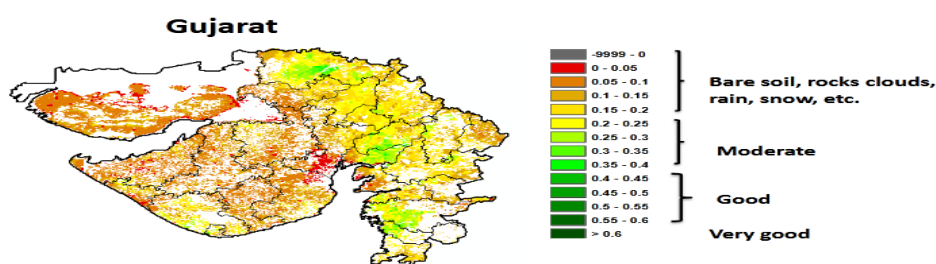 Gujarat
-9999 - 0
0 - 0.05
0.05 - 0.1
0.1 - 0.15
0.15 - 0.2
0.2 - 0.25
0.25 - 0.3
0.3 - 0.35
0.35 - 0.4
0.4 - 0.45
0.45 - 0.5
0.5 - 0.55
0.55 - 0.6
> 0.6
Bare soil, rocks clouds,
rain, snow, etc.
Moderate
Good
Very good